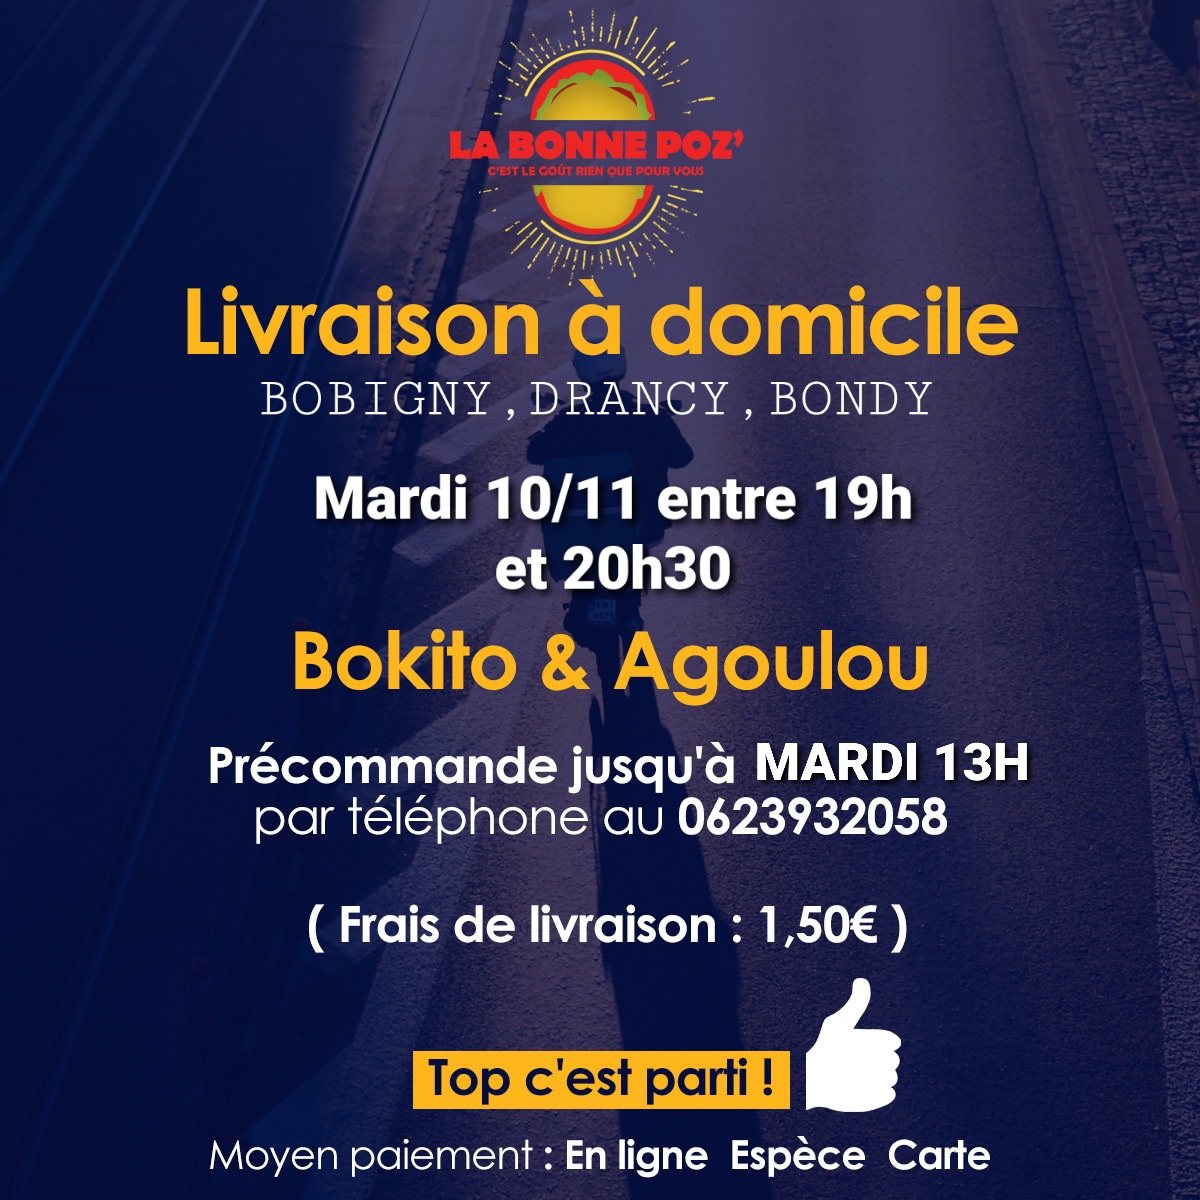 LA BONNE POZ'
C'EST LE GOÛT RIEN QUE POUR VOUS
Livraison à domicile
BOBIGNY,DRANCY,BONDY
Mardi 10/11 entre 19h
et 20h30
Bokito & Agoulou
Précommande jusqu'à MARDI 13H
par téléphone au 0623932058
( Frais de livraison : 1,50€ )
Top c'est parti !
Moyen paiement : En ligne Espèce Carte